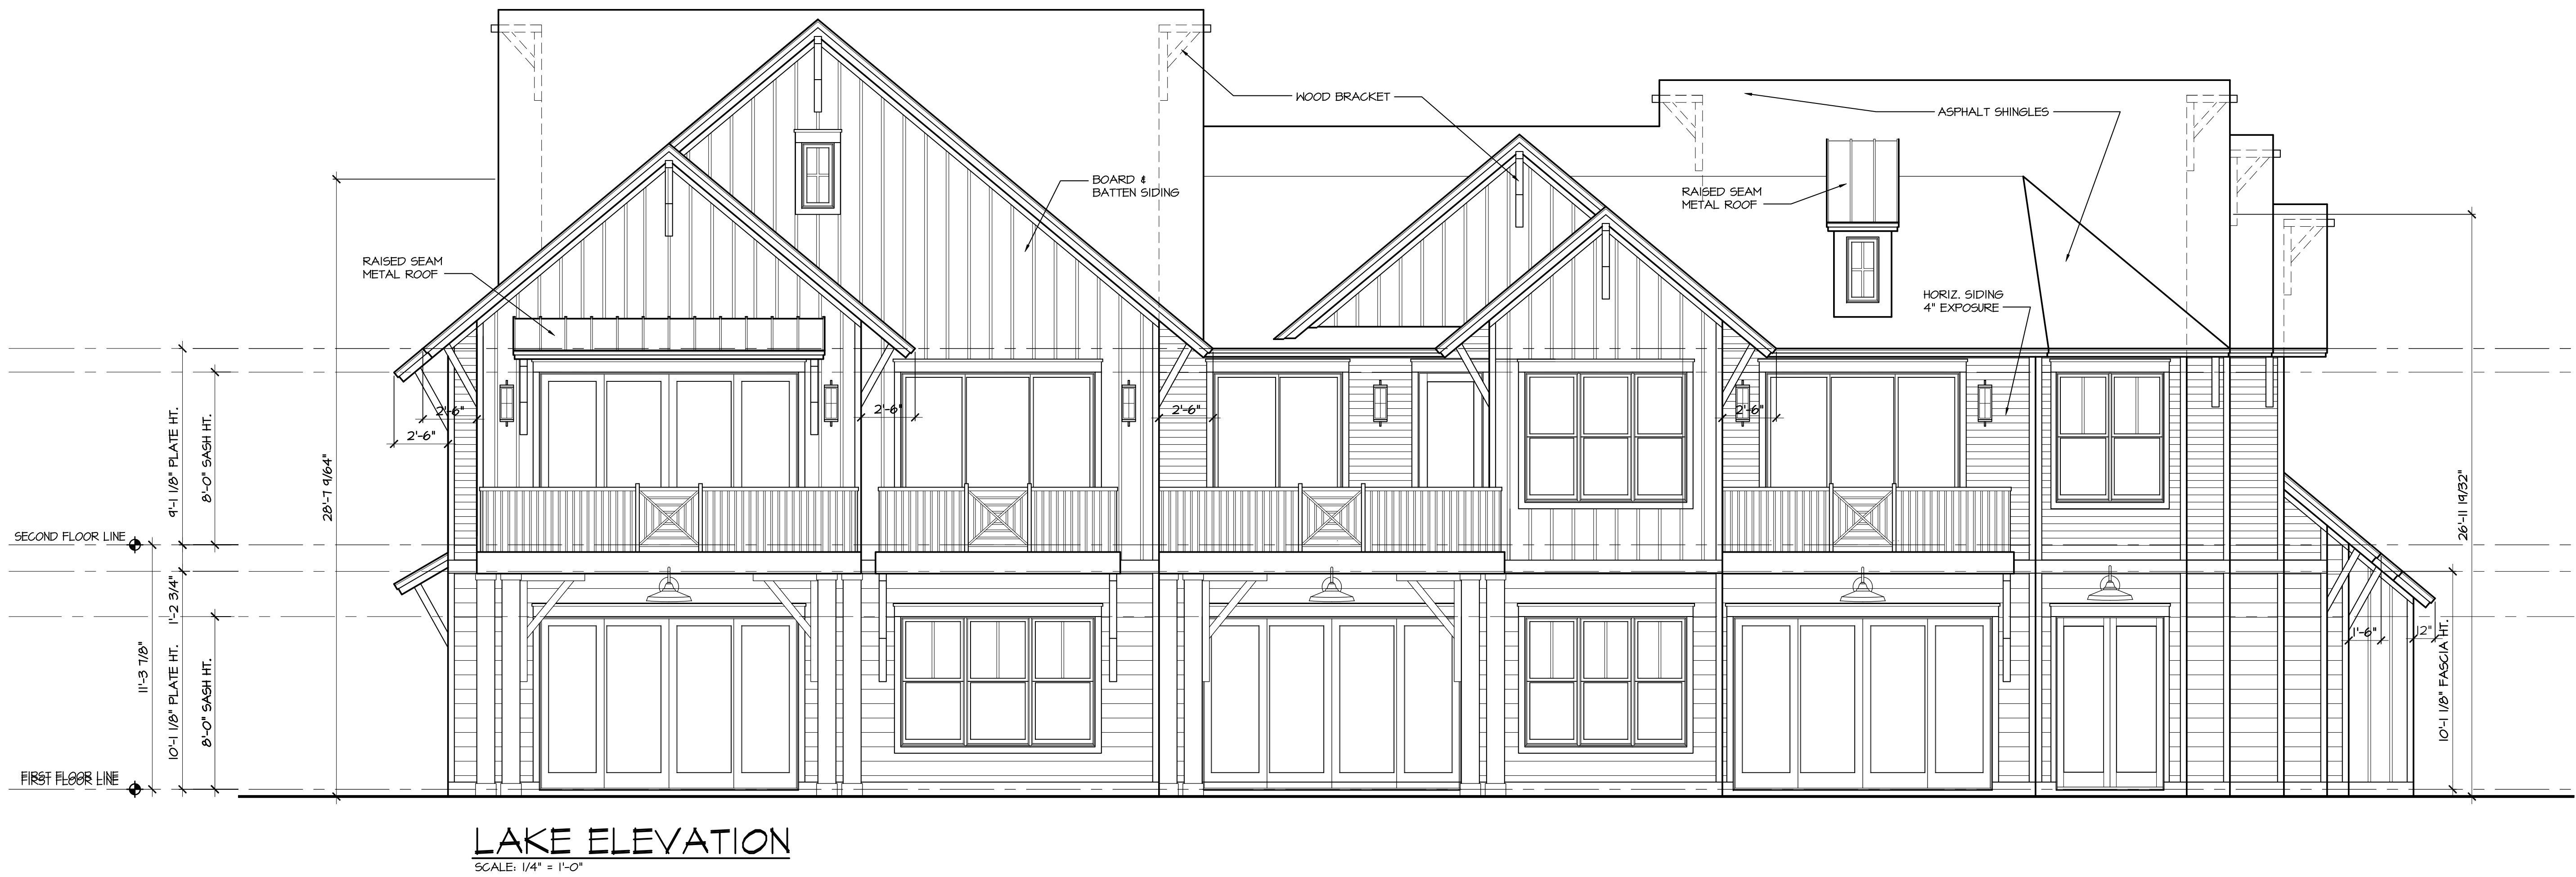 WOOD BRACKET
ASPHALT SHINGLES
BOARD &
BATTEN SIDING
RAISED SEAM
METAL ROOF
RAISED SEAM
METAL ROOF
HORIZ. SIDING
4" EXPOSURE
2'-6"
2'-6"
2'-6"
2'-6"
2'-6"
9'-1 1/8" PLATE HT.
8'-0" SASH HT.
28'-7 9/64"
26'-11 19/32"
SECOND FLOOR LINE
1'-2 3/4"
11'-3 7/8"
10'-1 1/8" PLATE HT.
8'-0" SASH HT.
1'-6"
12"
10'-1 1/8" FASCIA HT.
FIRST FLOOR LINE
FIRST FLOOR LINE
LAKE ELEVATION
SCALE: 1/4" = 1'-0"